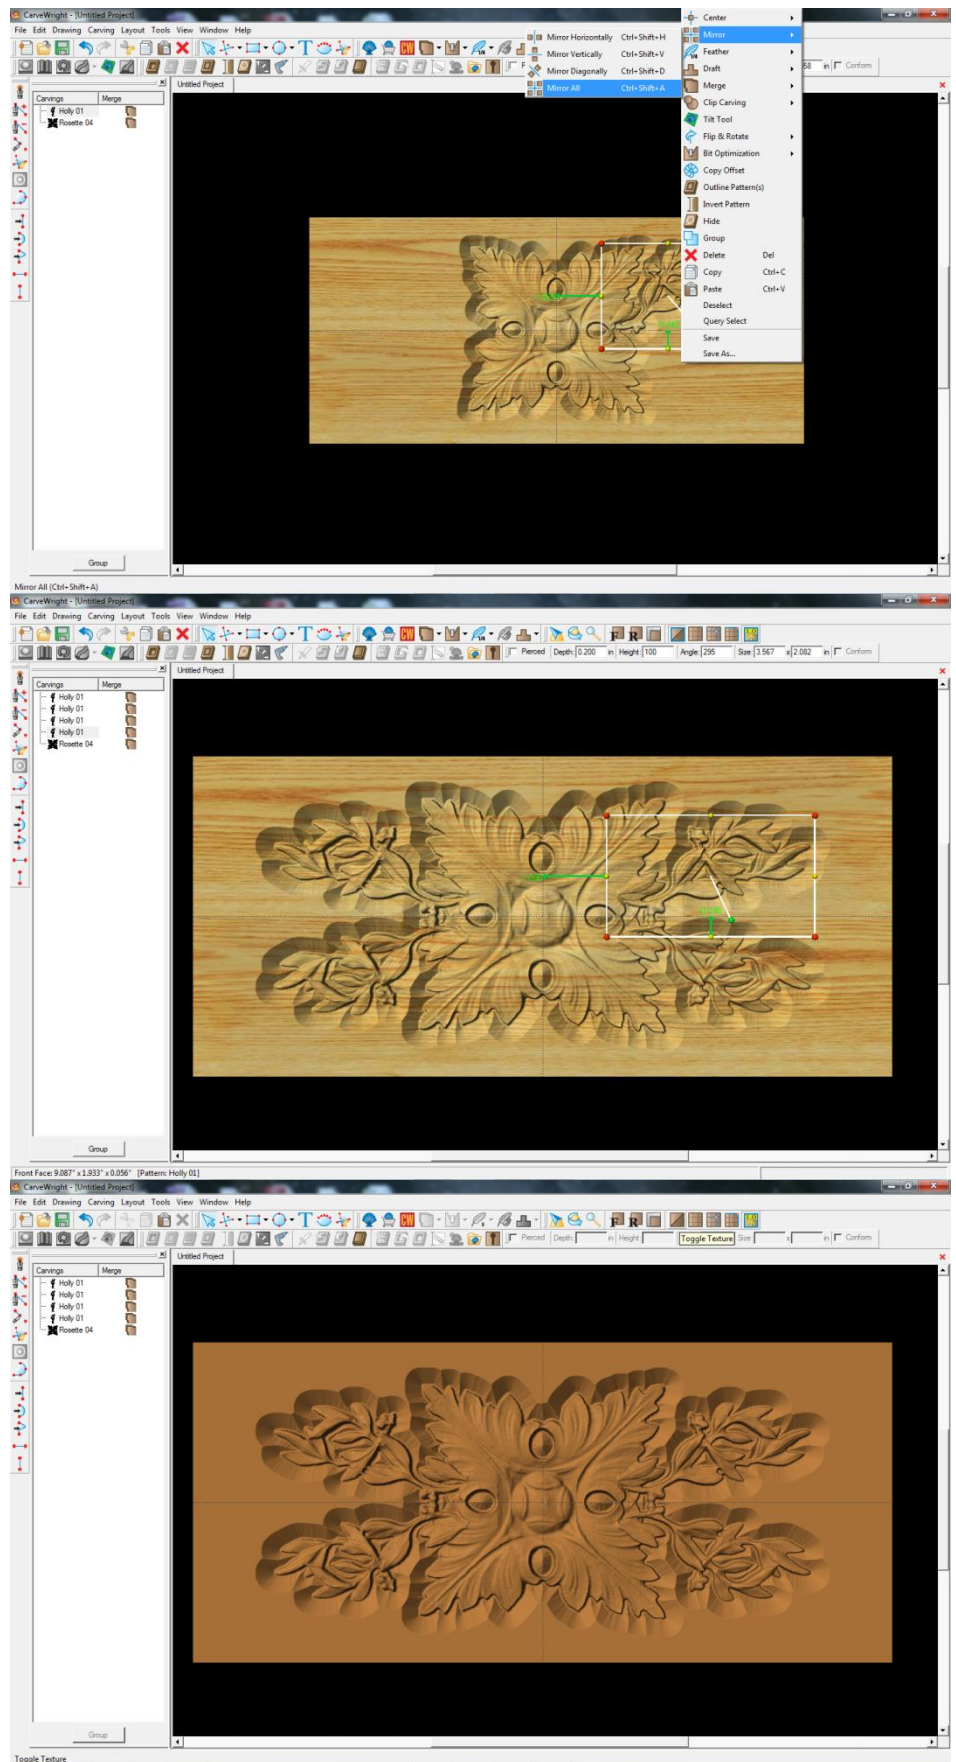 CarveWright - [Untitled Project]
Center
File Edit Drawing Carving Layout Tools View Window Help
Mirror Horizontally Ctrl+Shift+H
Mirror
Mirror Vertically Ctrl+Shift+V
Feather
Mirror Diagonally Ctrl+Shift+D
Draft
in Conform
Untitled Project
Mirror All Ctrl+Shift+A
Merge
Carvings Merge
Clip Carving
Holly 01
Tilt Tool
Rosette 04
Flip & Rotate
Bit Optimization
Copy Offset
Outline Pattern(s)
Invert Pattern
Hide
Group
Delete Del
Copy Ctrl+C
Paste Ctrl+V
Deselect
Query Select
Save
Save As...
Group
Mirror All (Ctrl+Shift+A)
CarveWright - [Untitled Project]
File Edit Drawing Carving Layout Tools View Window Help
Pierced Depth: 0.200 in Height: 100 Angle: 295 Size: 3.567 x 2.082 in Conform
Untitled Project
Carvings Merge
Holly 01
Holly 01
Holly 01
Holly 01
Rosette 04
Group
Front Face: 9.087" x 1.933" x 0.056" [Pattern: Holly 01]
CarveWright - [Untitled Project]
File Edit Drawing Carving Layout Tools View Window Help
Pierced Depth: in Height: Toggle Texture Size: x in Conform
Untitled Project
Carvings Merge
Holly 01
Holly 01
Holly 01
Holly 01
Rosette 04
Group
Toggle Texture